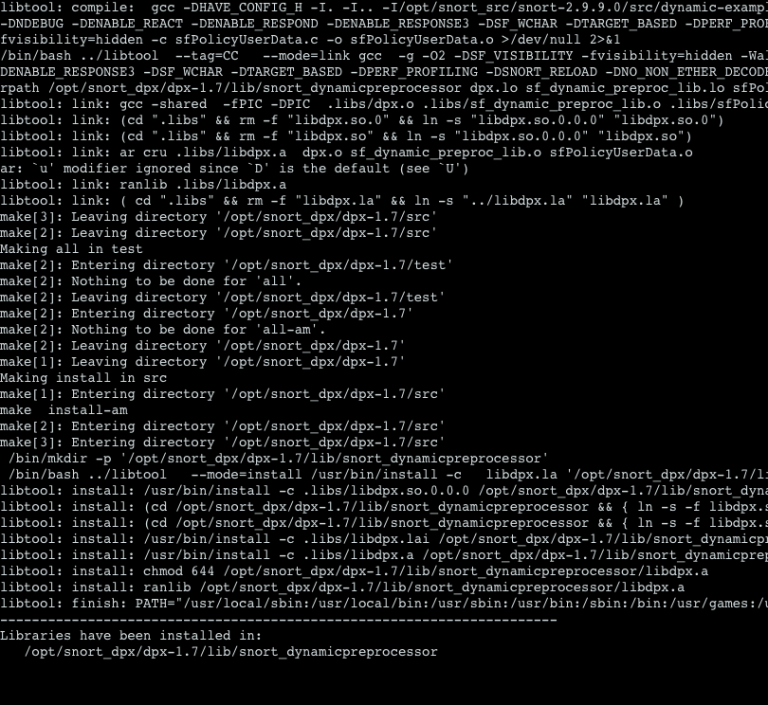 libtool: compile:  gcc -DHAVE_CONFIG_H -I. -I.. -I/opt/snort_src/snort-2.9.9.0/src/dynamic-exampl
-DNDEBUG -DENABLE_REACT -DENABLE_RESPOND -DENABLE_RESPONSE3 -DSF_WCHAR -DTARGET_BASED -DPERF_PROF
fvisibility=hidden -c sfPolicyUserData.c -o sfPolicyUserData.o >/dev/null 2>&1
/bin/bash ../libtool  --tag=CC   --mode=link gcc  -g -O2 -DSF_VISIBILITY -fvisibility=hidden -Wal
DENABLE_RESPONSE3 -DSF_WCHAR -DTARGET_BASED -DPERF_PROFILING -DSNORT_RELOAD -DNO_NON_ETHER_DECODE
rpath /opt/snort_dpx/dpx-1.7/lib/snort_dynamicpreprocessor dpx.lo sf_dynamic_preproc_lib.lo sfPol
libtool: link: gcc -shared  -fPIC -DPIC  .libs/dpx.o .libs/sf_dynamic_preproc_lib.o .libs/sfPolic
libtool: link: (cd ".libs" && rm -f "libdpx.so.0" && ln -s "libdpx.so.0.0.0" "libdpx.so.0")
libtool: link: (cd ".libs" && rm -f "libdpx.so" && ln -s "libdpx.so.0.0.0" "libdpx.so")
libtool: link: ar cru .libs/libdpx.a  dpx.o sf_dynamic_preproc_lib.o sfPolicyUserData.o
ar: `u' modifier ignored since `D' is the default (see `U')
libtool: link: ranlib .libs/libdpx.a
libtool: link: ( cd ".libs" && rm -f "libdpx.la" && ln -s "../libdpx.la" "libdpx.la" )
make[3]: Leaving directory '/opt/snort_dpx/dpx-1.7/src'
make[2]: Leaving directory '/opt/snort_dpx/dpx-1.7/src'
Making all in test
make[2]: Entering directory '/opt/snort_dpx/dpx-1.7/test'
make[2]: Nothing to be done for 'all'.
make[2]: Leaving directory '/opt/snort_dpx/dpx-1.7/test'
make[2]: Entering directory '/opt/snort_dpx/dpx-1.7'
make[2]: Nothing to be done for 'all-am'.
make[2]: Leaving directory '/opt/snort_dpx/dpx-1.7'
make[1]: Leaving directory '/opt/snort_dpx/dpx-1.7'
Making install in src
make[1]: Entering directory '/opt/snort_dpx/dpx-1.7/src'
make  install-am
make[2]: Entering directory '/opt/snort_dpx/dpx-1.7/src'
make[3]: Entering directory '/opt/snort_dpx/dpx-1.7/src'
 /bin/mkdir -p '/opt/snort_dpx/dpx-1.7/lib/snort_dynamicpreprocessor'
 /bin/bash ../libtool   --mode=install /usr/bin/install -c   libdpx.la '/opt/snort_dpx/dpx-1.7/li
libtool: install: /usr/bin/install -c .libs/libdpx.so.0.0.0 /opt/snort_dpx/dpx-1.7/lib/snort_dyna
libtool: install: (cd /opt/snort_dpx/dpx-1.7/lib/snort_dynamicpreprocessor && { ln -s -f libdpx.s
libtool: install: (cd /opt/snort_dpx/dpx-1.7/lib/snort_dynamicpreprocessor && { ln -s -f libdpx.s
libtool: install: /usr/bin/install -c .libs/libdpx.lai /opt/snort_dpx/dpx-1.7/lib/snort_dynamicpr
libtool: install: /usr/bin/install -c .libs/libdpx.a /opt/snort_dpx/dpx-1.7/lib/snort_dynamicprep
libtool: install: chmod 644 /opt/snort_dpx/dpx-1.7/lib/snort_dynamicpreprocessor/libdpx.a
libtool: install: ranlib /opt/snort_dpx/dpx-1.7/lib/snort_dynamicpreprocessor/libdpx.a
libtool: finish: PATH="/usr/local/sbin:/usr/local/bin:/usr/sbin:/usr/bin:/sbin:/bin:/usr/games:/u
----------------------------------------------------------------------
Libraries have been installed in:
   /opt/snort_dpx/dpx-1.7/lib/snort_dynamicpreprocessor